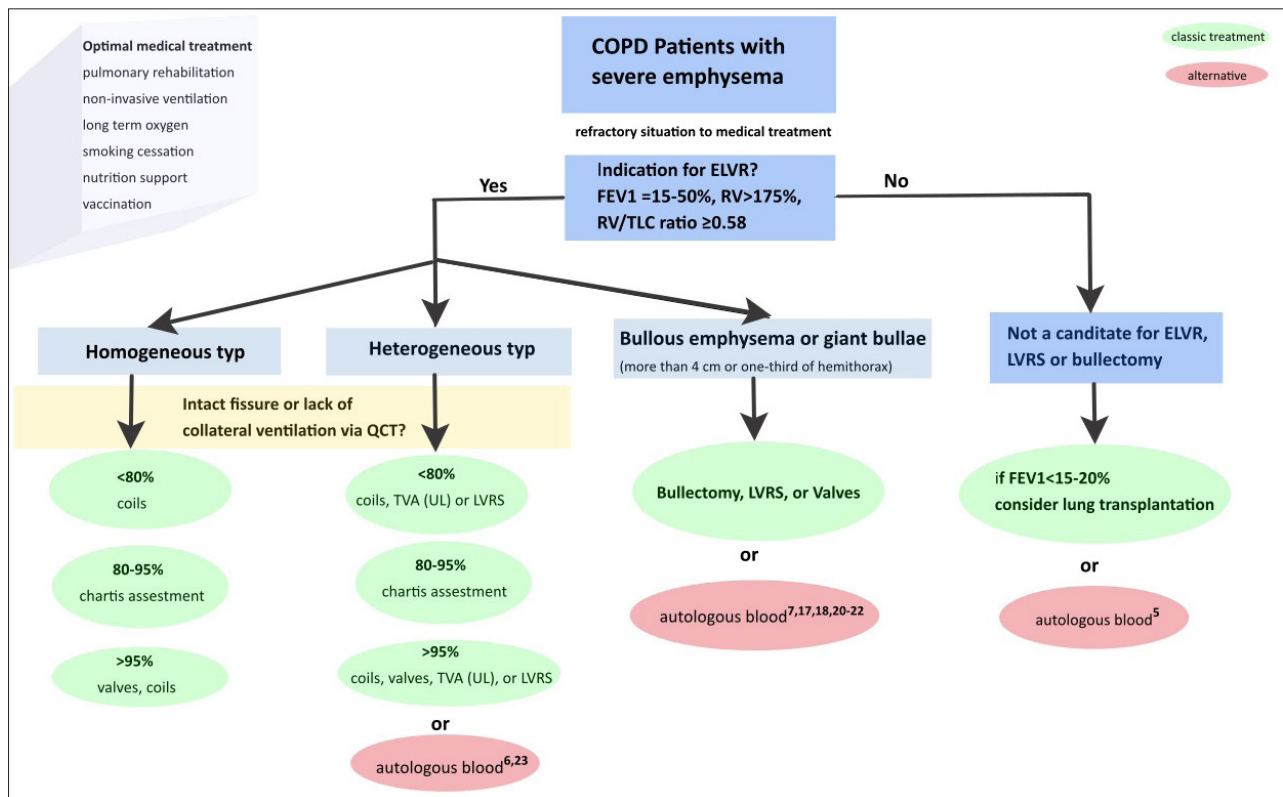 Optimal medical treatment
pulmonary rehabilitation
non-invasive ventilation
long term oxygen
smoking cessation
nutrition support
vaccination
COPD Patients with
severe emphysema
classic treatment
alternative
refractory situation to medical treatment
Indication for ELVR?
FEV1 =15-50%, RV>175%,
RV/TLC ratio ≥0.58
Yes
No
Homogeneous typ
Heterogeneous typ
Bullous emphysema or giant bullae
(more than 4 cm or one-third of hemithorax)
Not a canditate for ELVR,
LVRS or bullectomy
Intact fissure or lack of
collateral ventilation via QCT?
<80%
coils
80-95%
chartis assestment
>95%
valves, coils
<80%
coils, TVA (UL) or LVRS
80-95%
chartis assestment
>95%
coils, valves, TVA (UL), or LVRS
or
autologous blood6,23
Bullectomy, LVRS, or Valves
or
autologous blood7,17,18,20-22
if FEV1<15-20%
consider lung transplantation
or
autologous blood5